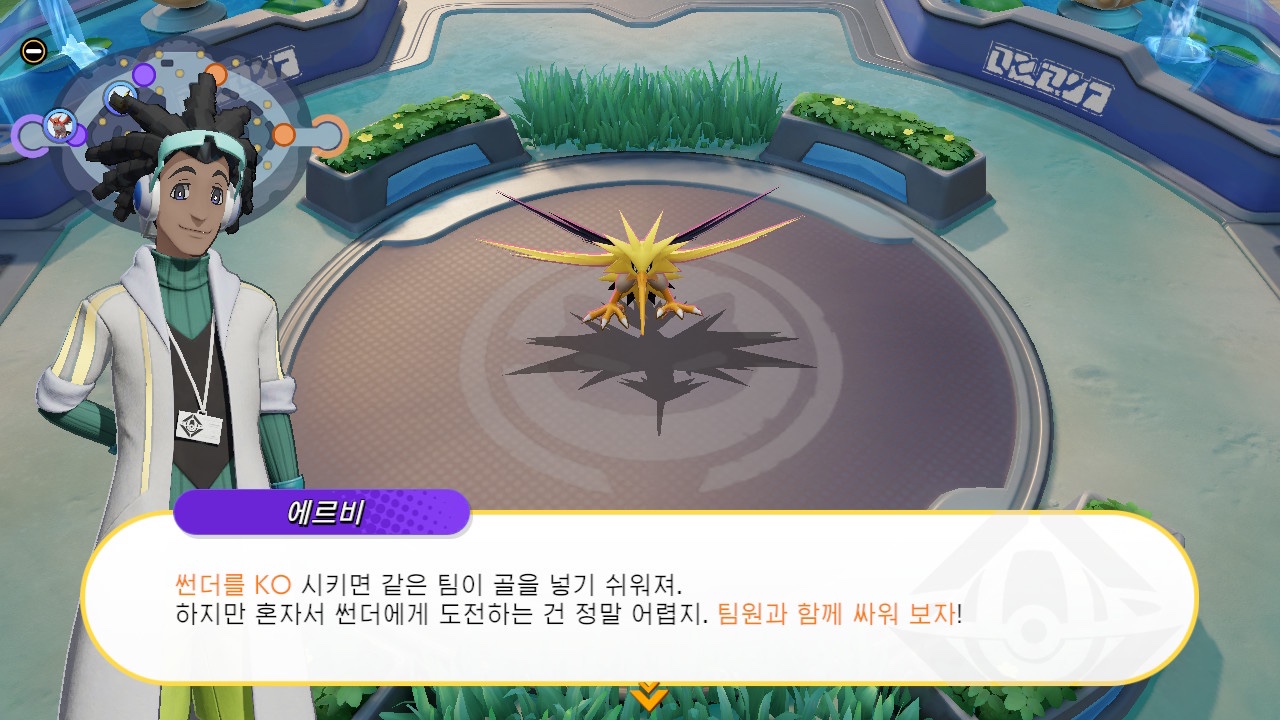 에르비
썬더를 KO 시키면 같은 팀이 골을 넣기 쉬워져.
하지만 혼자서 썬더에게 도전하는 건 정말 어렵지. 팀원과 함께 싸워 보자!